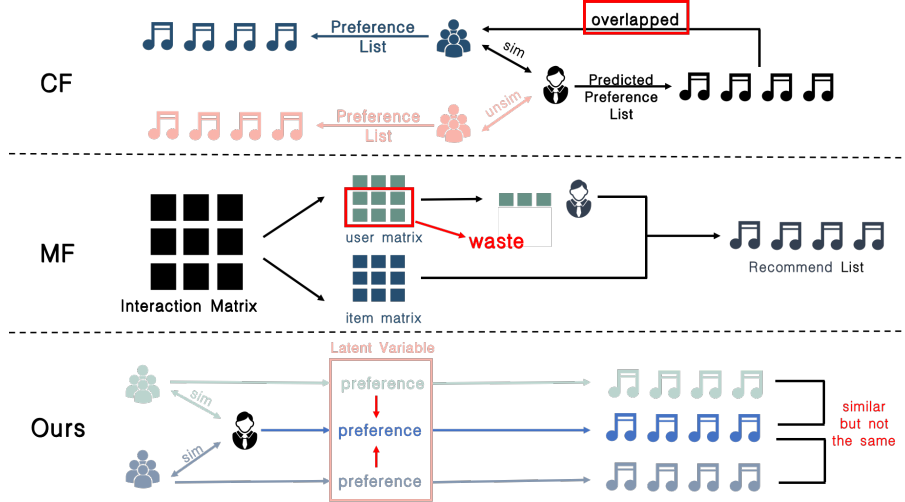 overlapped
Preference
List
sim
CF
Predicted
Preference
List
unsim
Preference
List
MF
user matrix
waste
Interaction Matrix
item matrix
Recommend List
Latent Variable
preference
sim
Ours
preference
sim
preference
similar
but not
the same